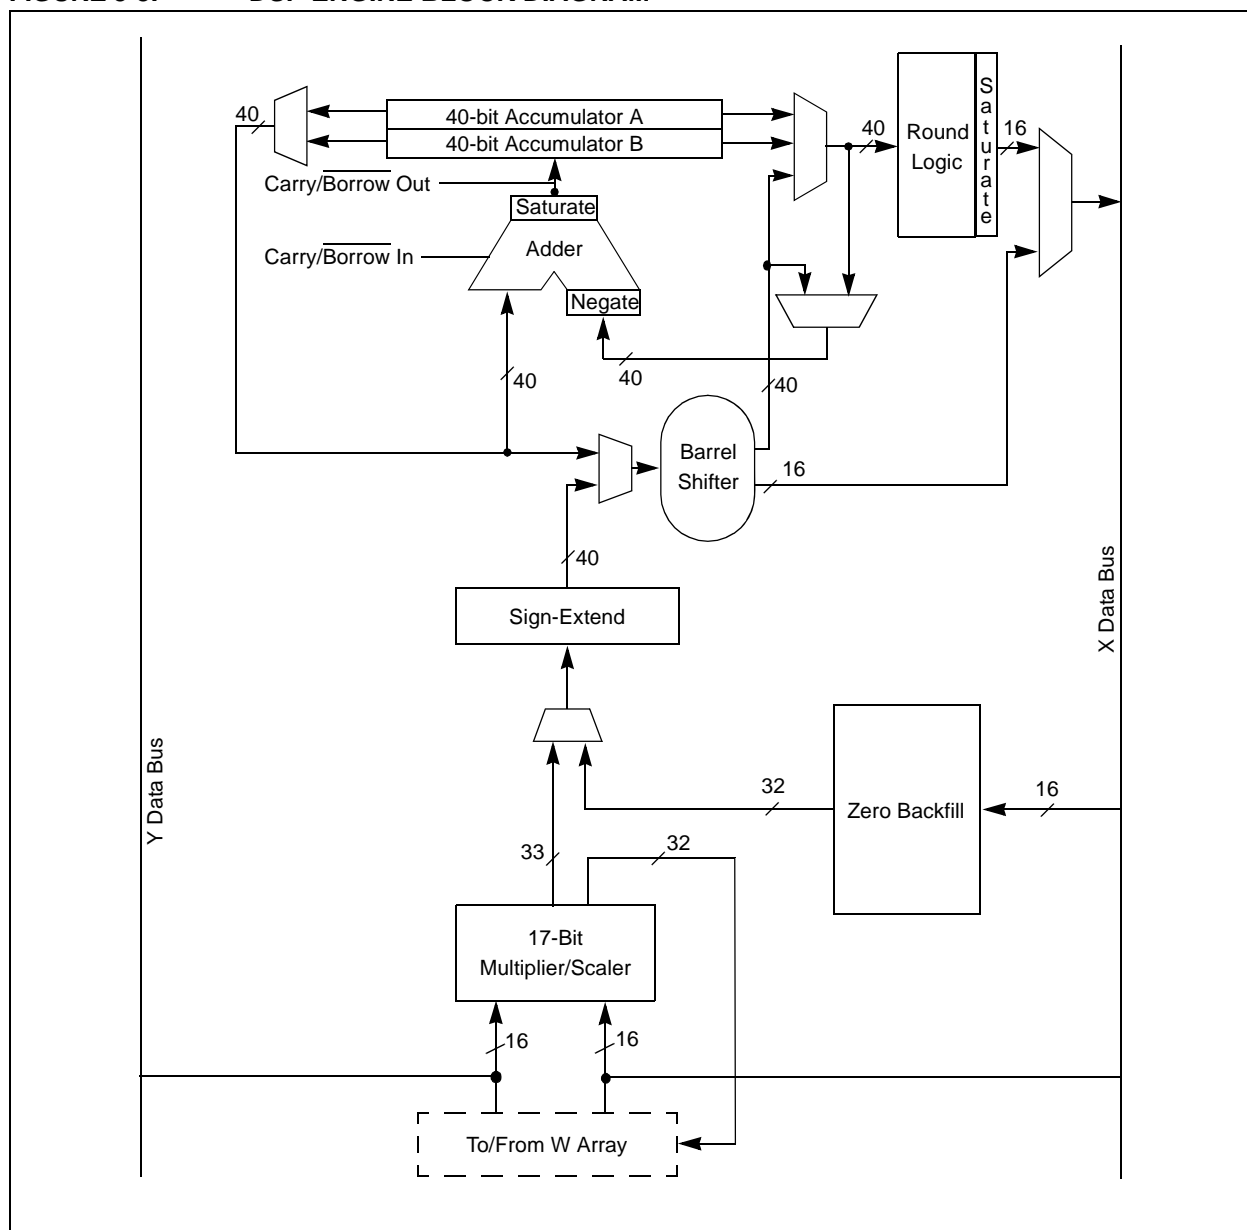 40
40-bit Accumulator A
40-bit Accumulator B
Carry/Borrow Out
Saturate
Carry/Borrow In
Adder
Negate
40
Round
Logic
Saturate
16
40
40
40
Barrel
Shifter
16
40
Sign-Extend
X Data Bus
Y Data Bus
33
32
32
Zero Backfill
16
17-Bit
Multiplier/Scaler
16
16
To/From W Array